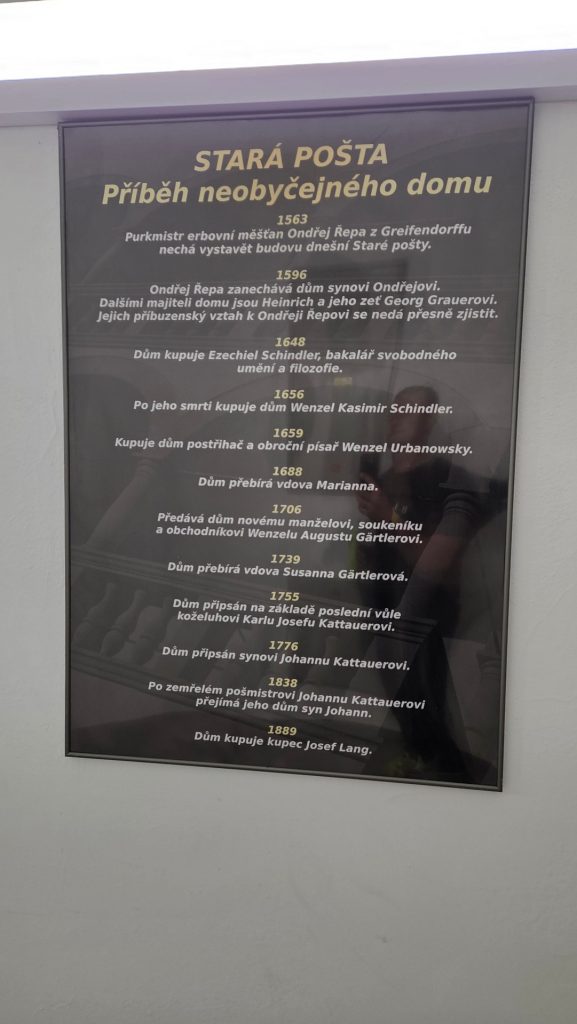 STARÁ POŠTA
Příběh neobyčejného domu
1563
Purkmistr erbovní měšťan Ondřej Řepa z Greifendorffu
nechá vystavět budovu dnešní Staré pošty.
1596
Ondřej Řepa zanechává dům synovi Ondřejovi.
Dalšími majiteli domu jsou Heinrich a jeho zeť Georg Grauerovi.
Jejich příbuzenský vztah k Ondřeji Řepovi se nedá přesně zjistit.
1648
Dům kupuje Ezechiel Schindler, bakalář svobodného
umění a filozofie.
1656
Po jeho smrti kupuje dům Wenzel Kasimir Schindler.
1659
Kupuje dům postřihač a obroční písař Wenzel Urbanowsky.
1688
Dům přebírá vdova Marianna.
1706
Předává dům novému manželovi, soukeníku
a obchodníkovi Wenzelu Augustu Gärtlerovi.
1739
Dům přebírá vdova Susanna Gärtlerová.
1755
Dům připsán na základě poslední vůle
koželuhovi Karlu Josefu Kattauerovi.
1776
Dům připsán synovi Johannu Kattauerovi.
1838
Po zemřelém pošmistrovi Johannu Kattauerovi
přejímá jeho dům syn Johann.
1889
Dům kupuje kupec Josef Lang.